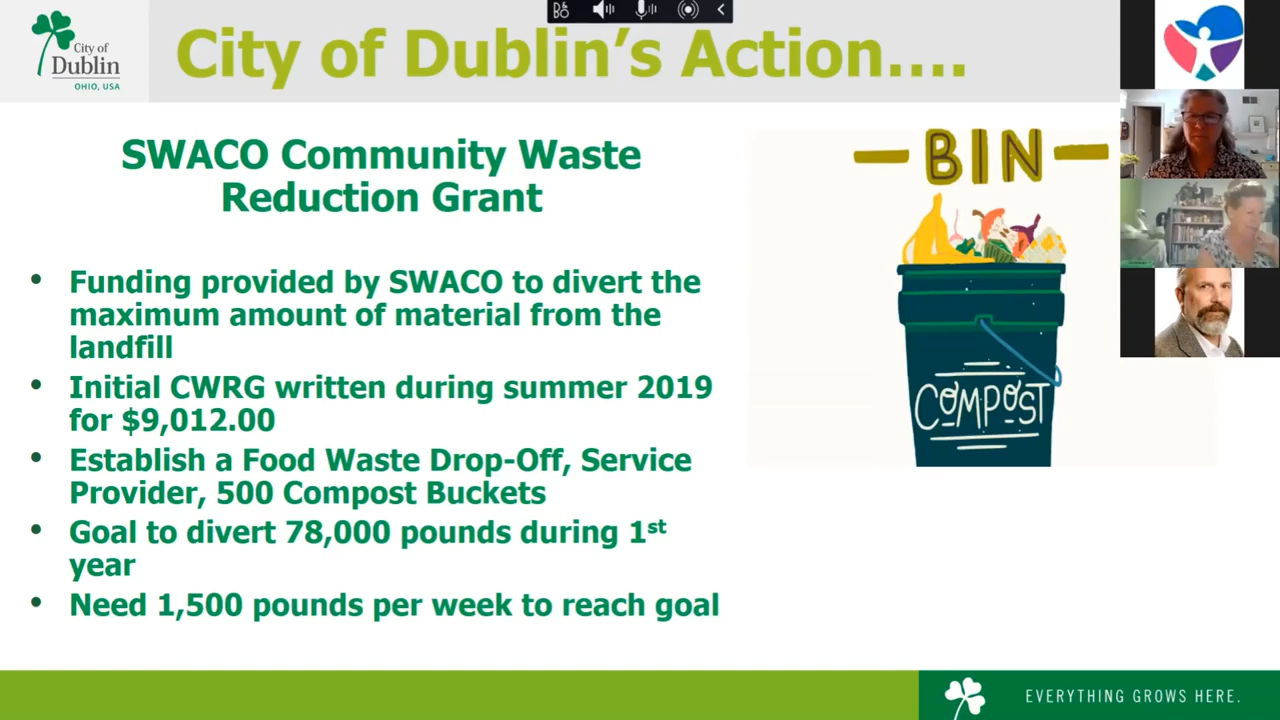 City of
Dublin
OHIO, USA
City of Dublin's Action....
SWACO Community Waste
Reduction Grant
• Funding provided by SWACO to divert the
maximum amount of material from the
landfill
• Initial CWRG written during summer 2019
for $9,012.00
• Establish a Food Waste Drop-Off, Service
Provider, 500 Compost Buckets
• Goal to divert 78,000 pounds during 1st
year
• Need 1,500 pounds per week to reach goal
BIN
COMPOST
EVERYTHING GROWS HERE.